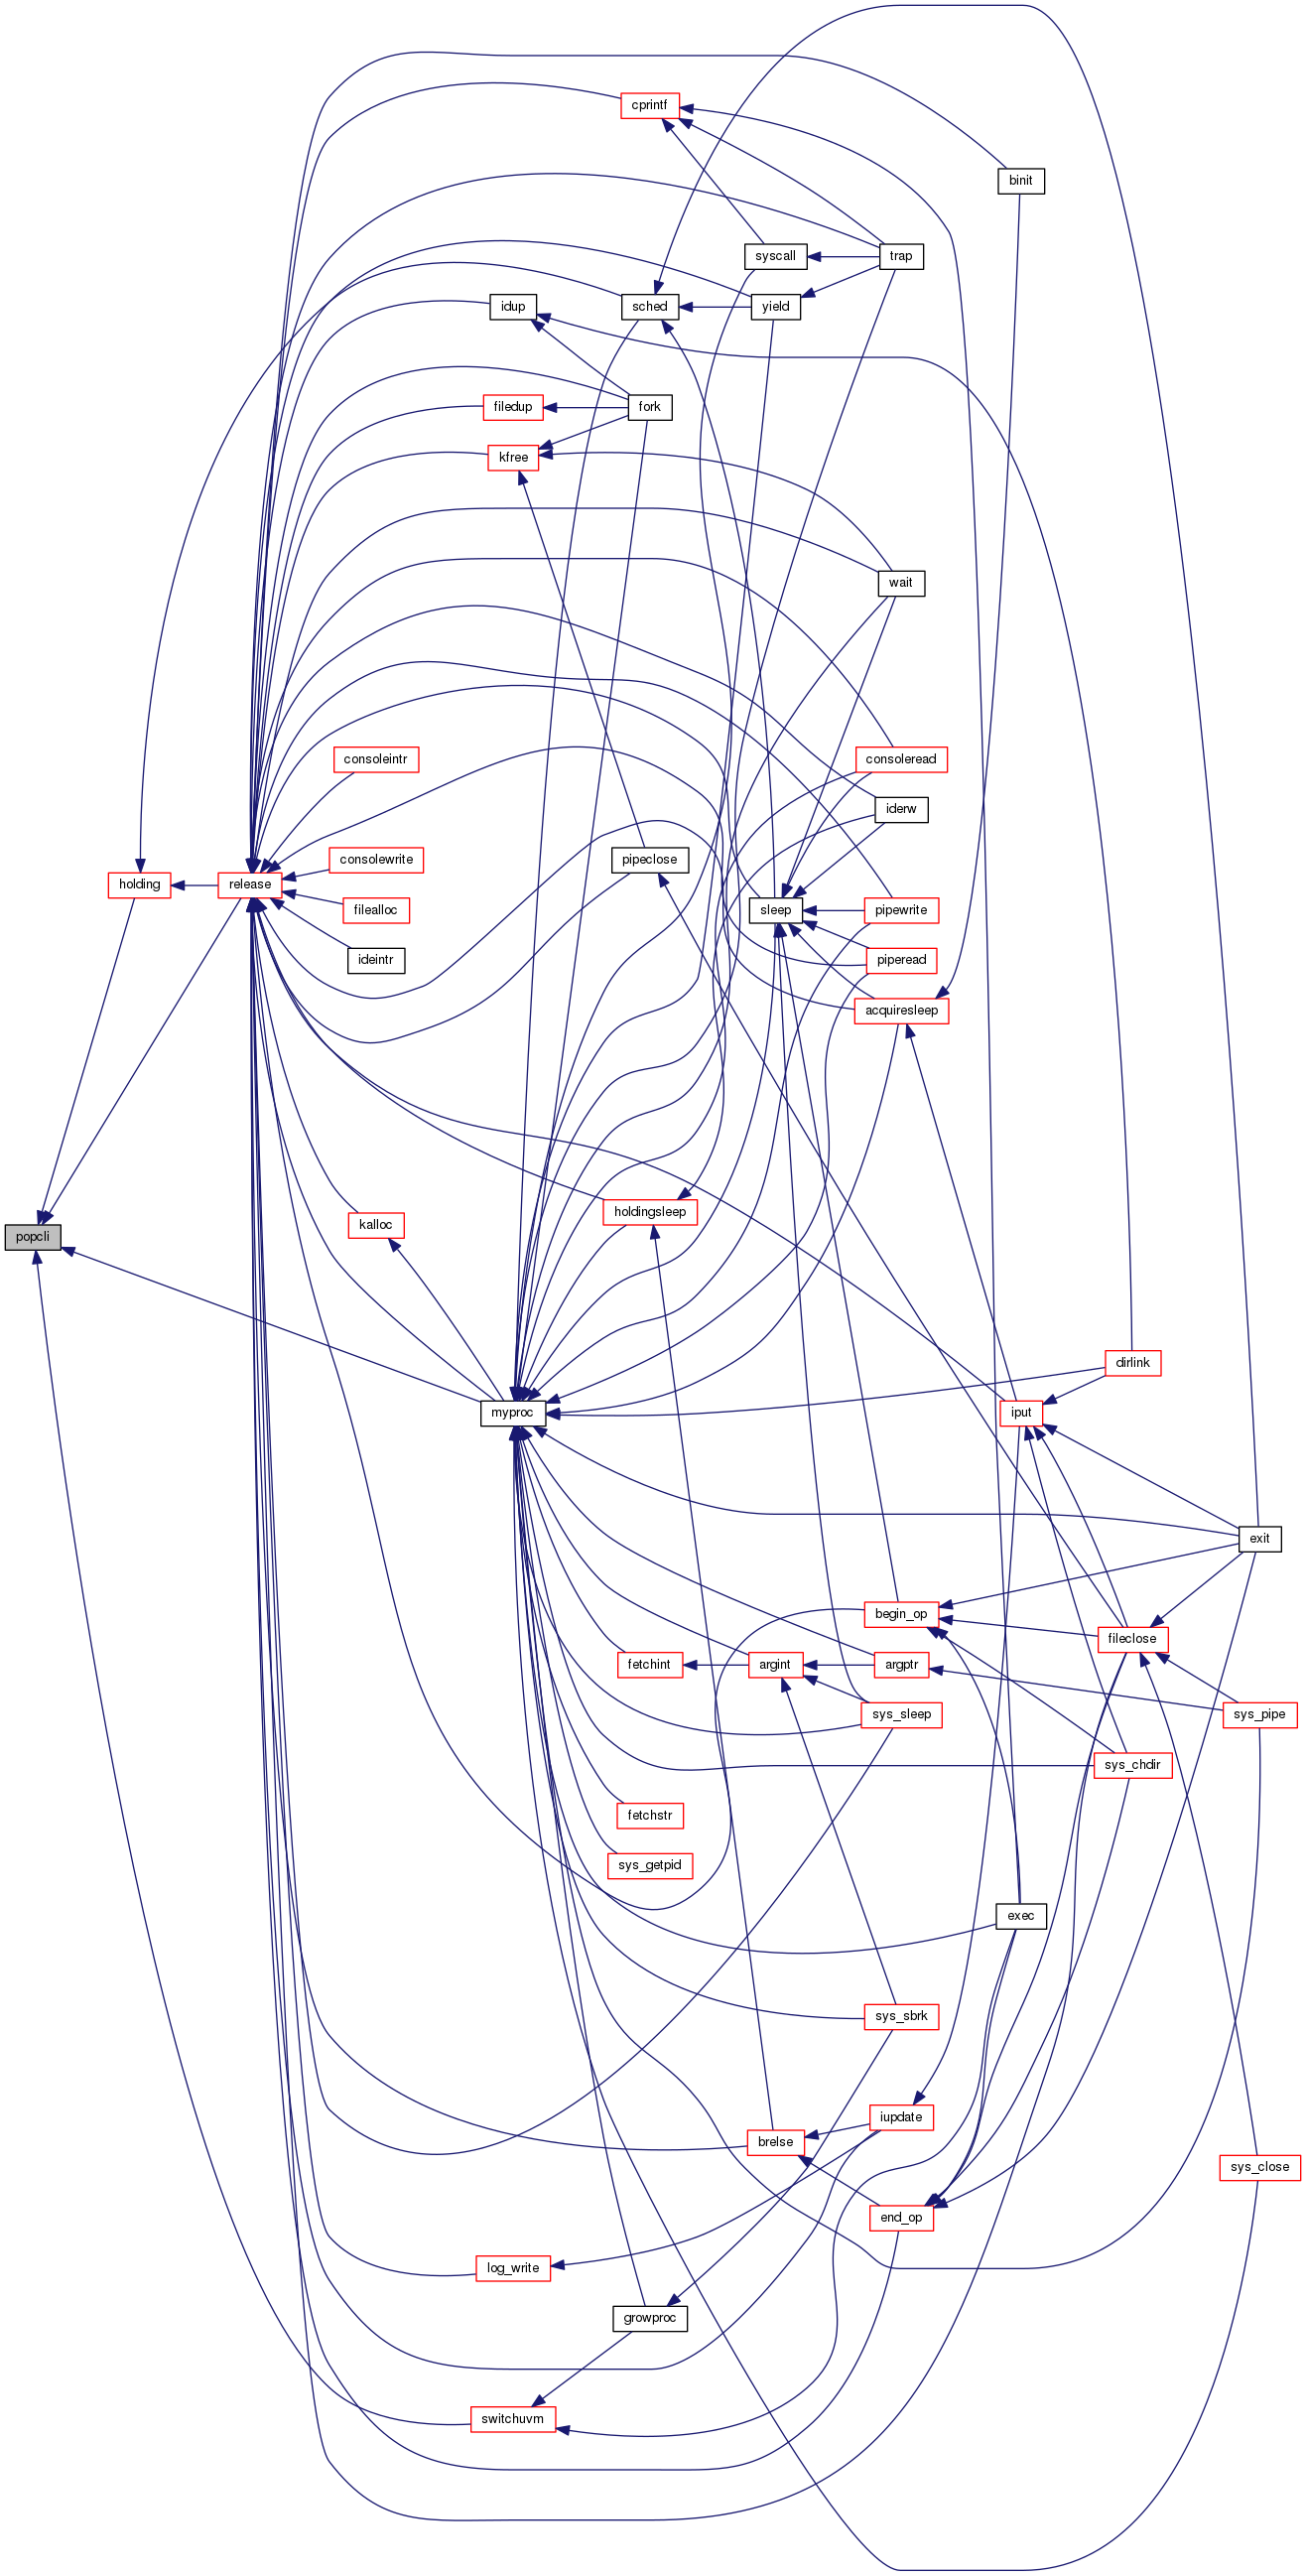 cprintf
binit
syscall
trap
idup
sched
yield
filedup
fork
kfree
wait
consoleintr
consoleread
iderw
consolewrite
pipeclose
holding
release
filealloc
sleep
pipewrite
ideintr
piperead
acquiresleep
holdingsleep
kalloc
popcli
dirlink
myproc
iput
exit
begin_op
fileclose
fetchint
argint
argptr
sys_sleep
sys_pipe
sys_chdir
fetchstr
sys_getpid
exec
sys_sbrk
iupdate
brelse
sys_close
end_op
log_write
growproc
switchuvm